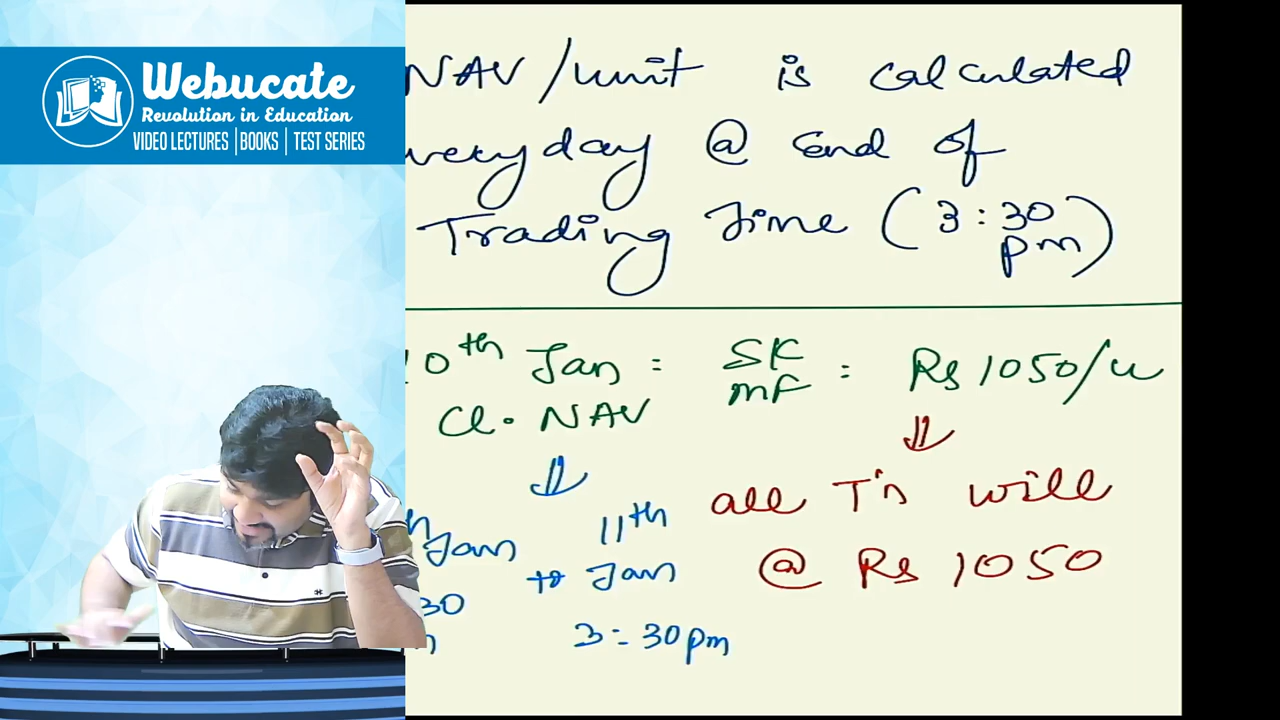 Webucate
Revolution in Education
VIDEO LECTURES | BOOKS | TEST SERIES
NAV/unit is calculated
veryday @ End of
Trading Time (3:30 pm)
10th Jan : SK MF : Rs 1050/u
Cl. NAV
all T'n will
@ Rs 1050
Jan to 11th Jan
30
3:30pm